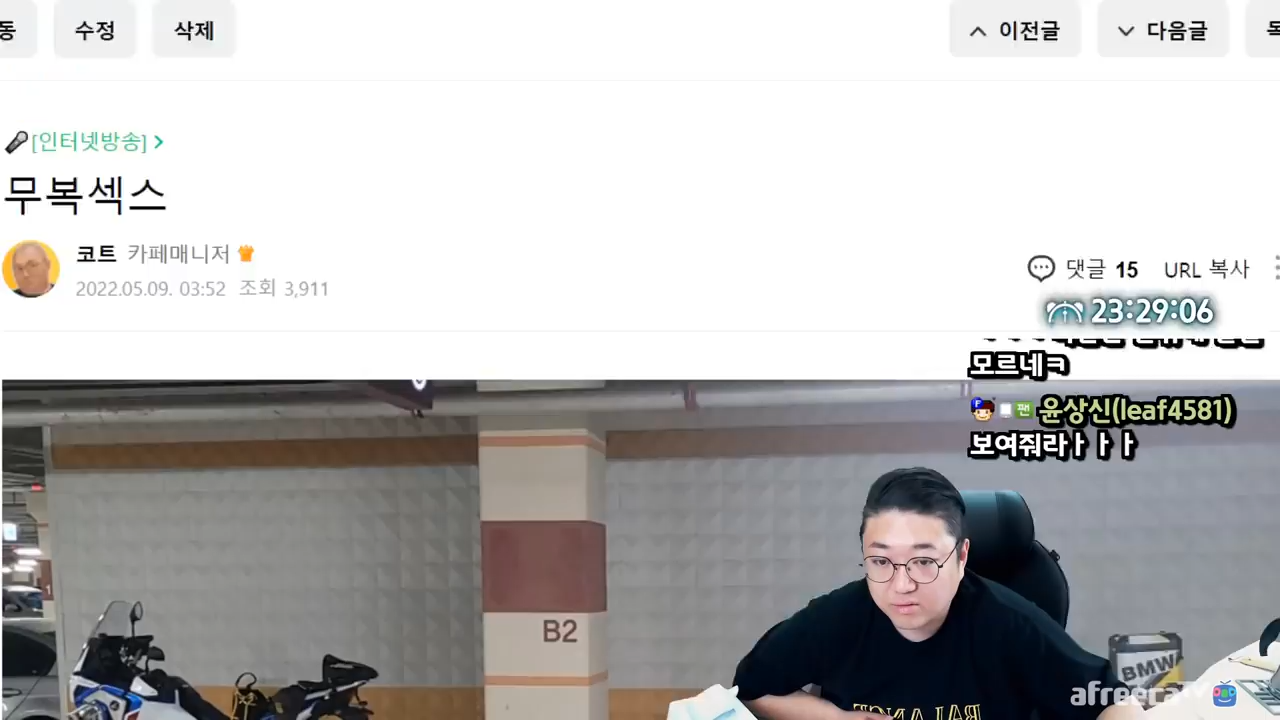 동
수정
삭제
이전글
다음글
[인터넷방송]
무복섹스
코트 카페매니저
2022.05.09. 03:52 조회 3,911
댓글 15 URL 복사
23:29:06
모르네ㅋ
F 팬 윤상신(leaf4581)
보여줘라ㅏㅏㅏ
B2
BMW
BALANCE
afreecaTV